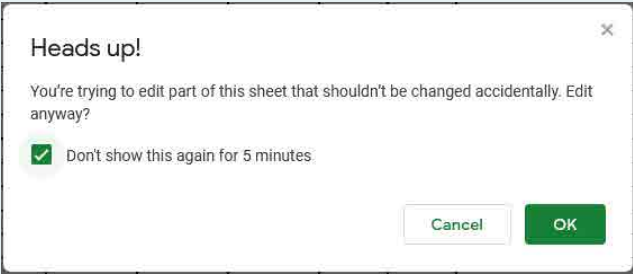 Heads up!
You're trying to edit part of this sheet that shouldn't be changed accidentally. Edit
anyway?
Don't show this again for 5 minutes
Cancel OK